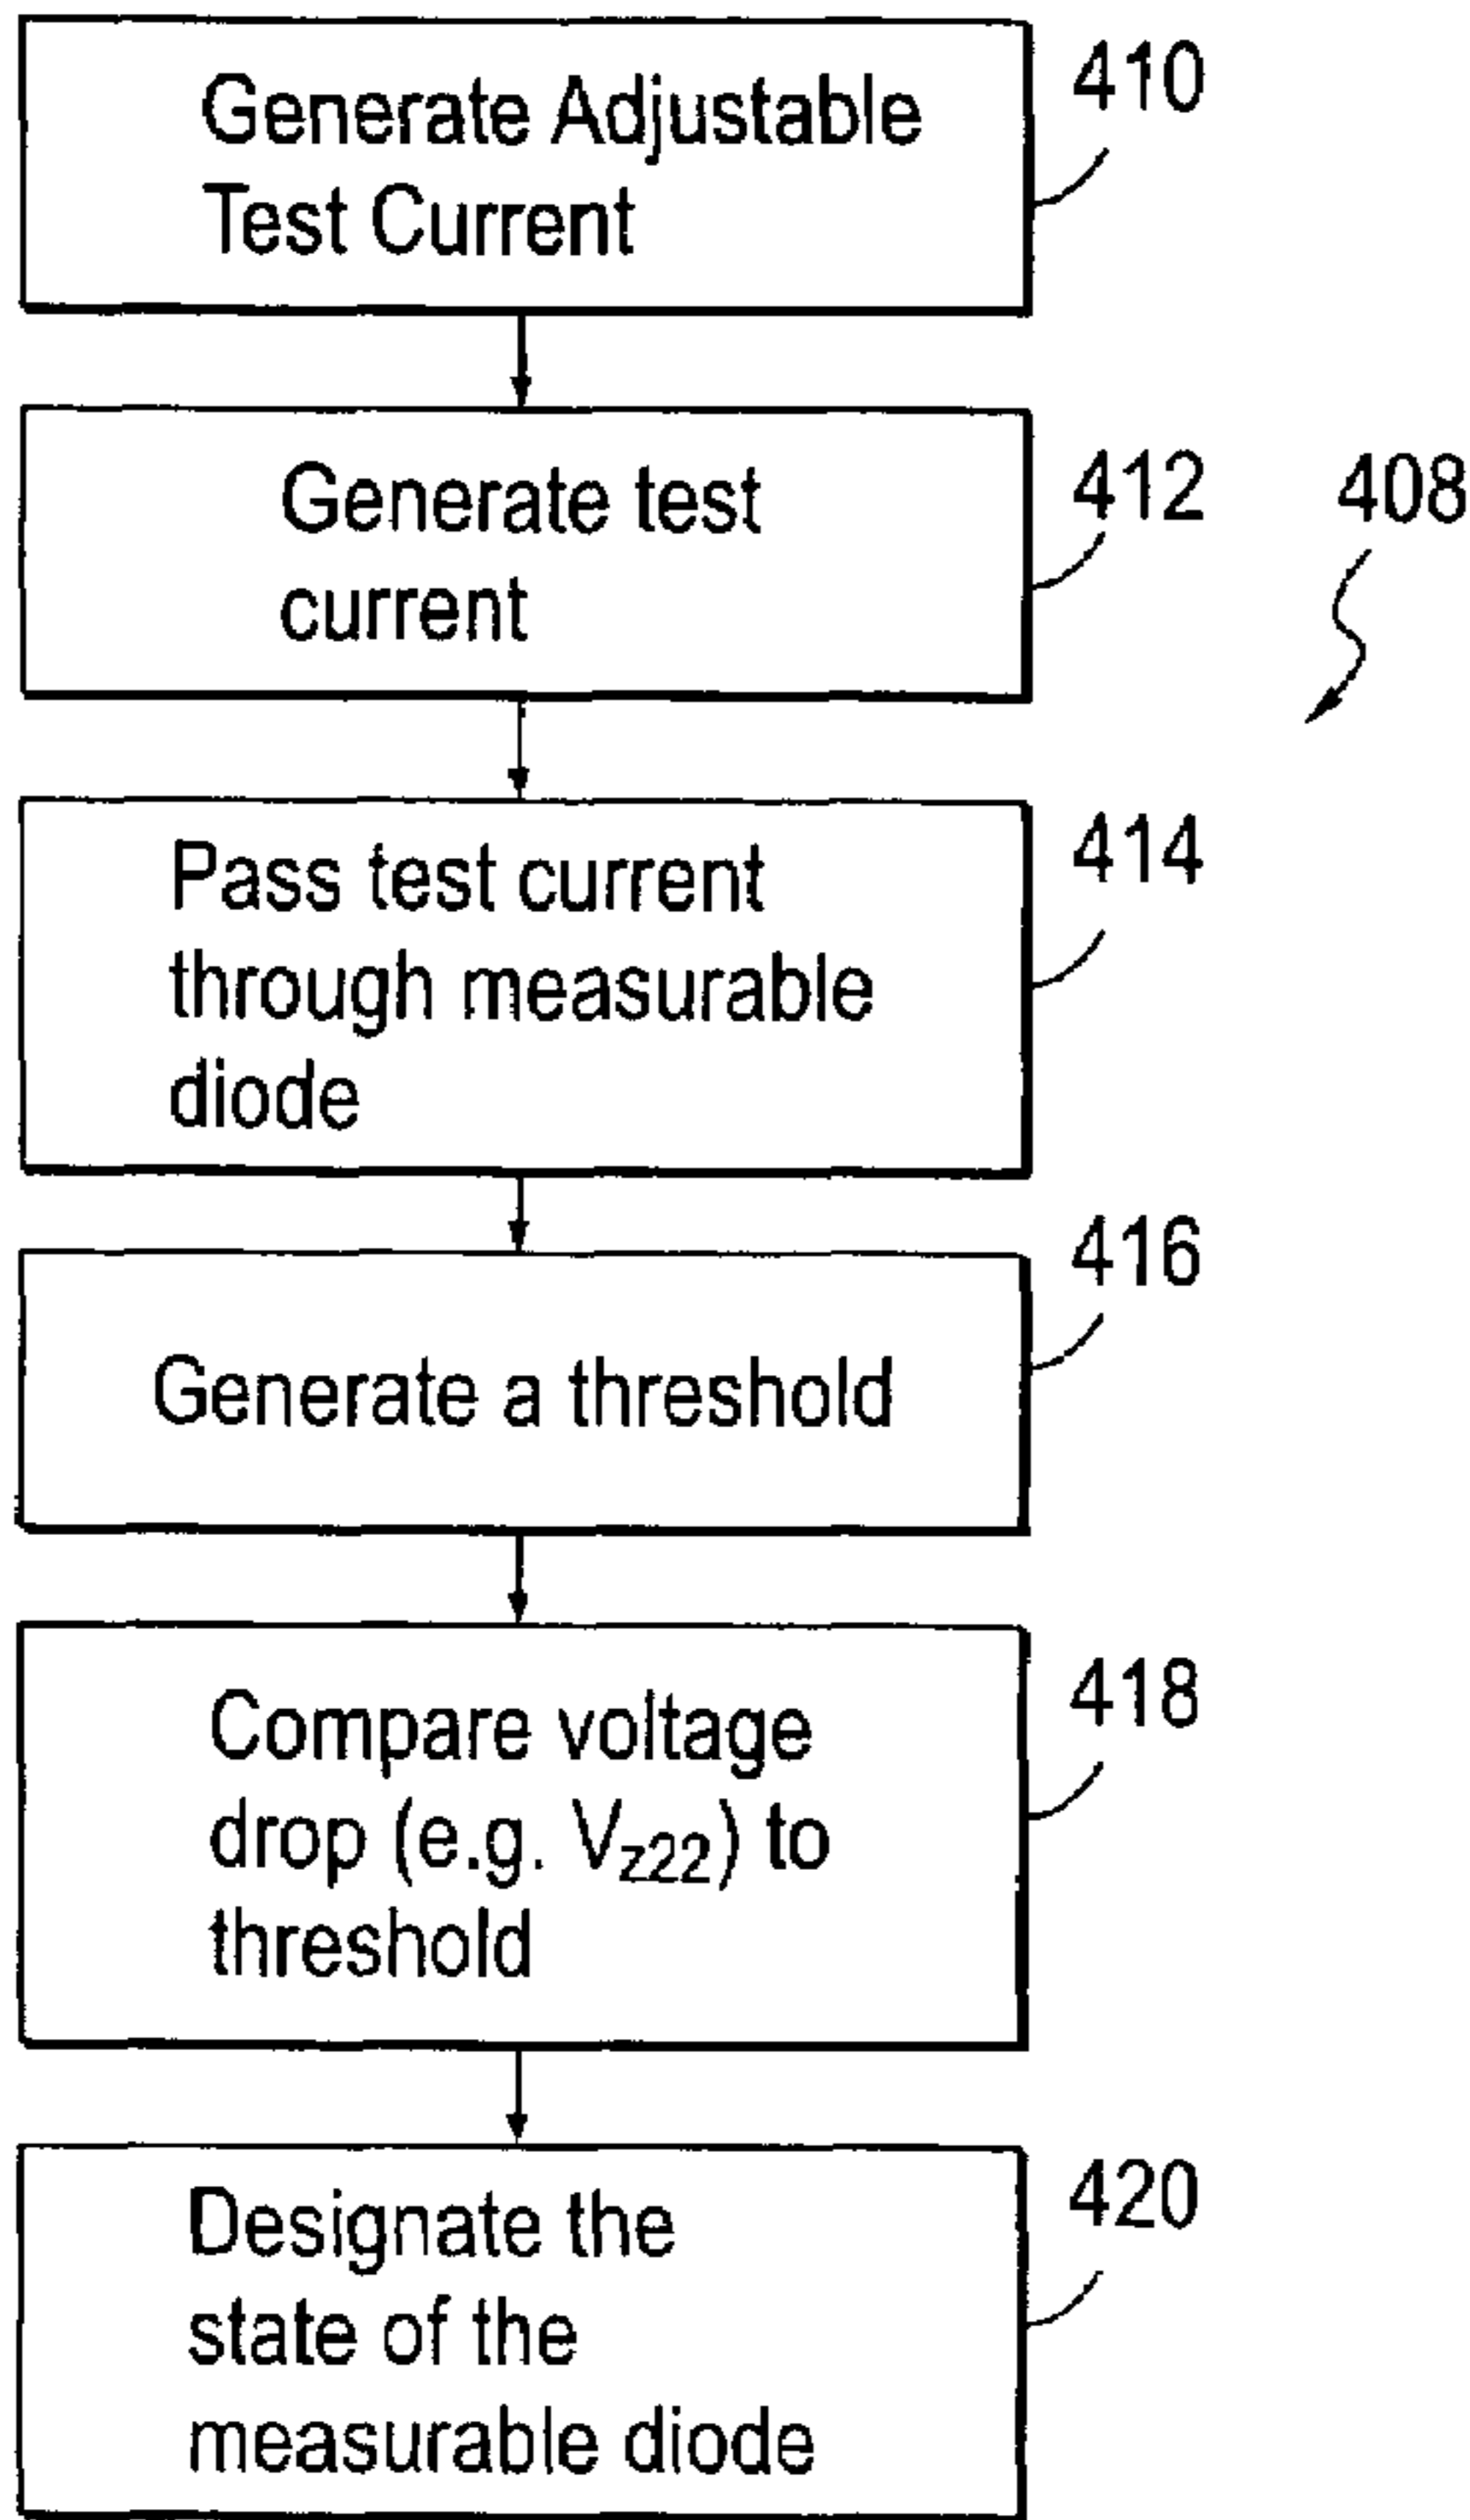 Generate Adjustable
Test Current
410
Generate test
current
412
408
Pass test current
through measurable
diode
414
Generate a threshold
416
Compare voltage
drop (e.g. Vz22) to
threshold
418
Designate the
state of the
measurable diode
420